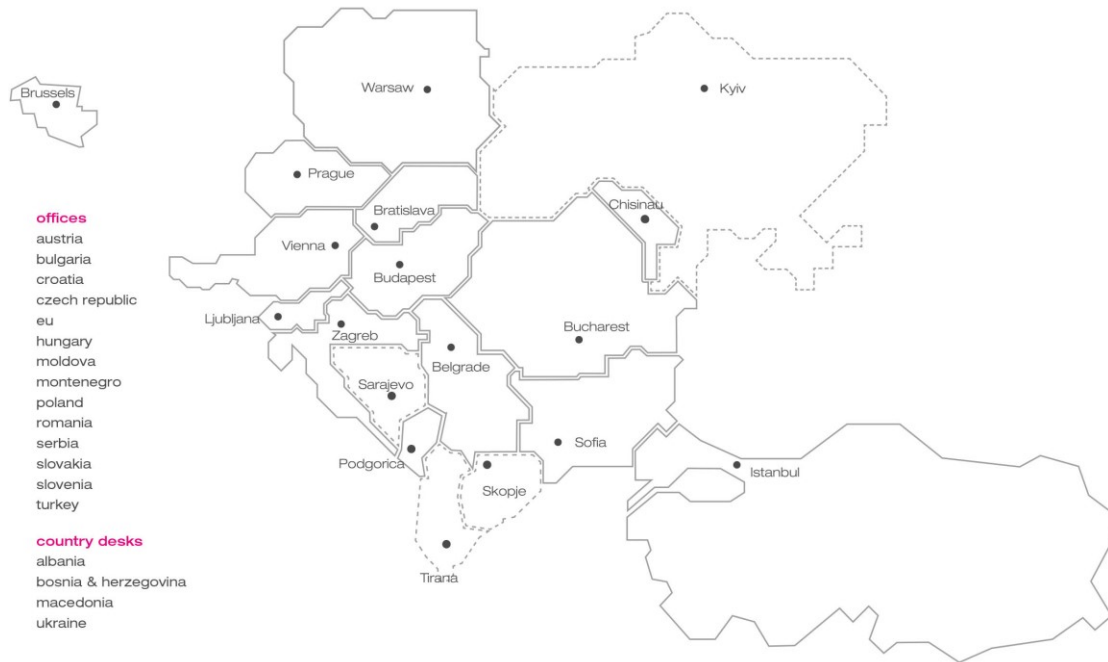 Warsaw
Kyiv
Brussels
Prague
Chisinau
Bratislava
offices
austria
bulgaria
croatia
czech republic
eu
hungary
moldova
montenegro
poland
romania
serbia
slovakia
slovenia
turkey
country desks
albania
bosnia & herzegovina
macedonia
ukraine
Vienna
Budapest
Ljubljana
Zagreb
Bucharest
Belgrade
Sarajevo
Sofia
Podgorica
Istanbul
Skopje
Tirana